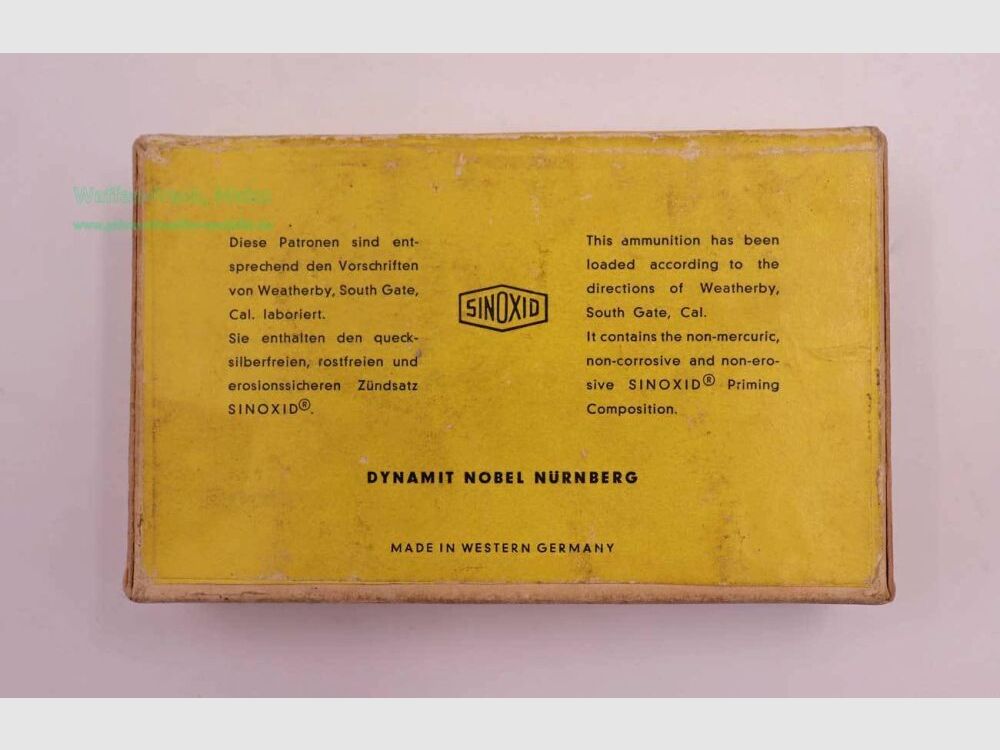 Diese Patronen sind ent-
sprechend den Vorschriften
von Weatherby, South Gate,
Cal. laboriert.
Sie enthalten den queck-
silberfreien, rostfreien und
erosionssicheren Zündsatz
SINOXID®.
SINOXID
This ammunition has been
loaded according to the
directions of Weatherby,
South Gate, Cal.
It contains the non-mercuric,
non-corrosive and non-ero-
sive SINOXID® Priming
Composition.
DYNAMIT NOBEL NÜRNBERG
MADE IN WESTERN GERMANY